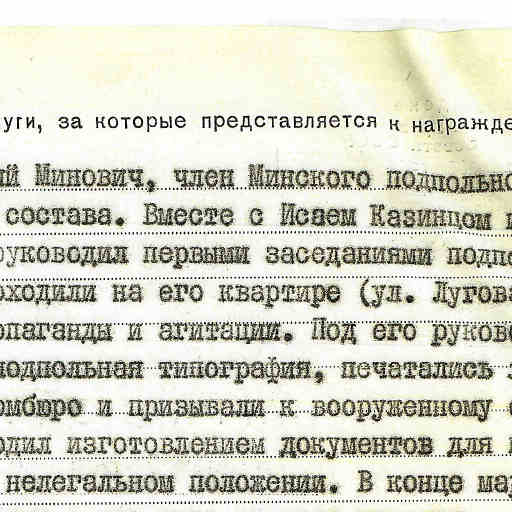 уги, за которые представляется к награжде
ий Минович, член Минского подпольно
состава. Вместе с Исаем Казинцом и
руководил первыми заседаниями подпо
оходили на его квартире (ул. Лугова
опаганды и агитации. Под его руково
подпольная типография, печатались
омбюро и призывали к вооруженному
одил изготовлением документов для
нелегальном положении. В конце мар